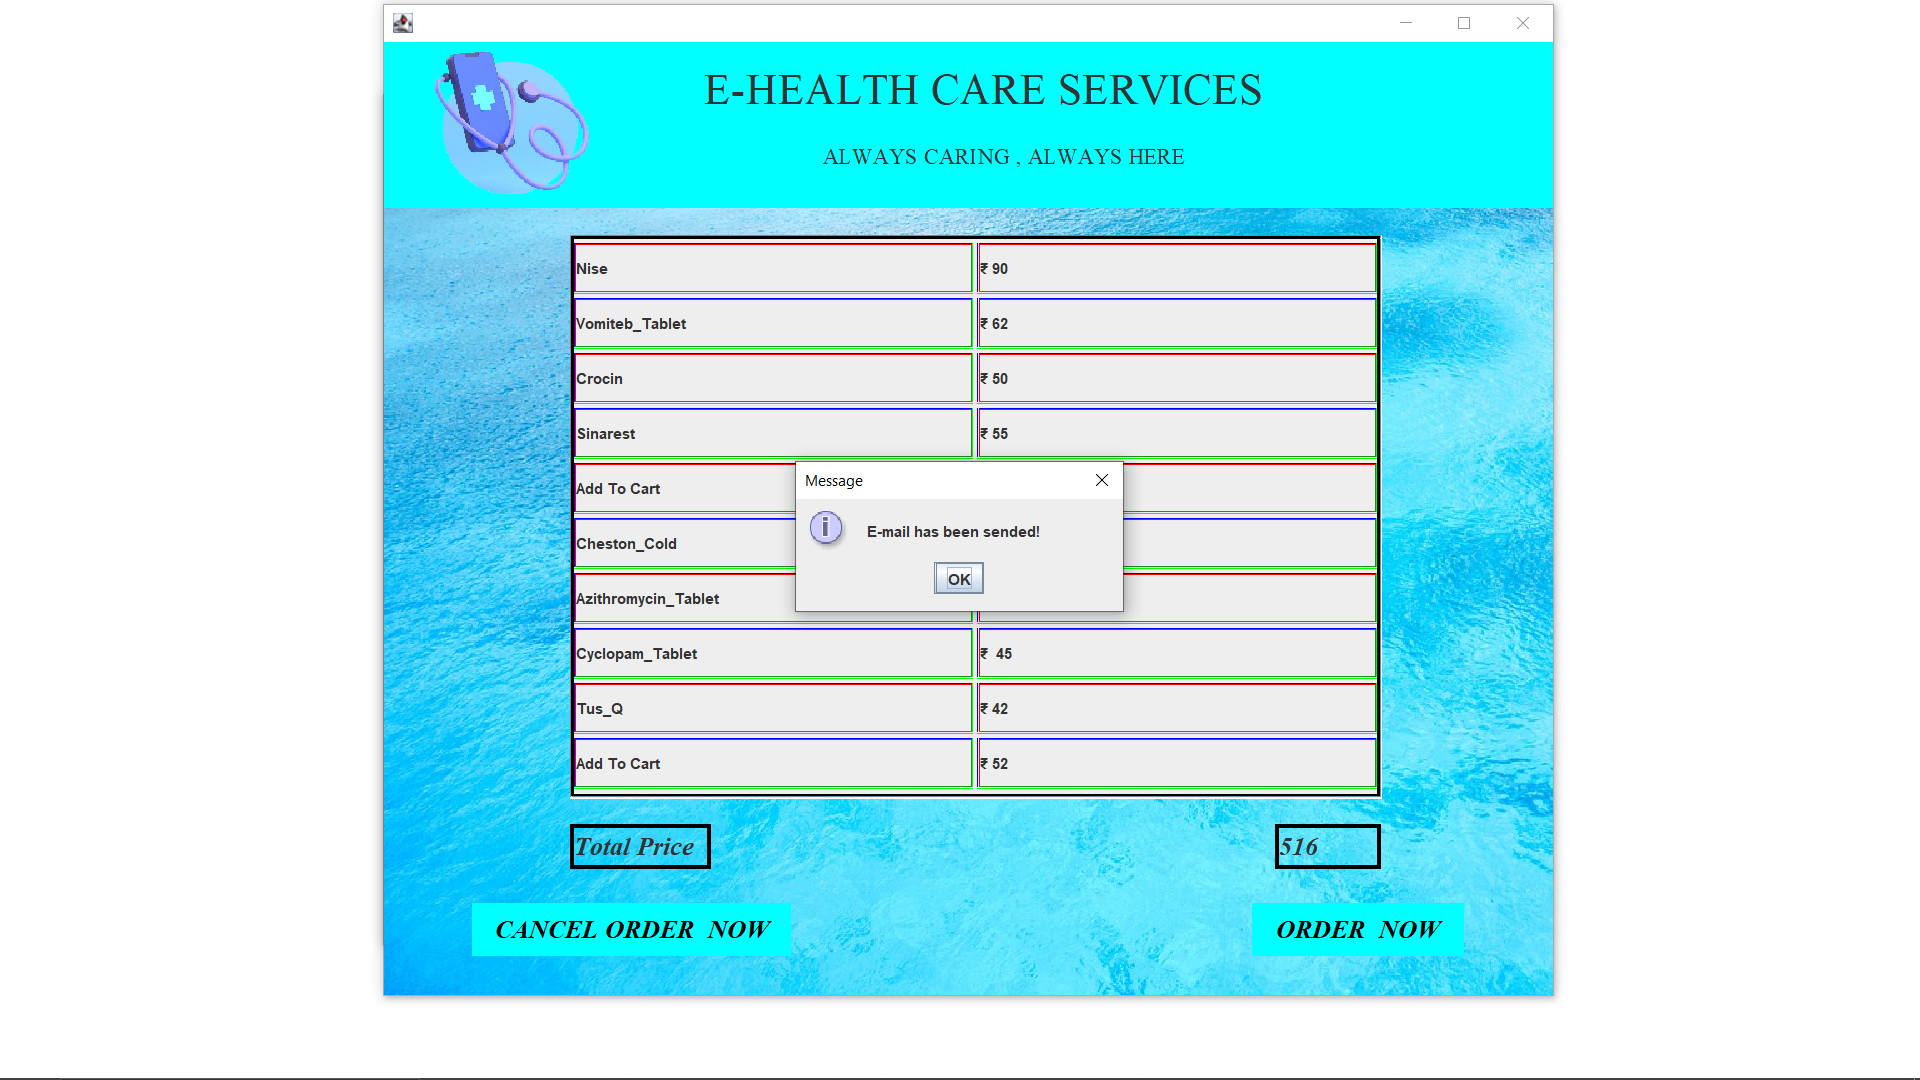 E-HEALTH CARE SERVICES
ALWAYS CARING , ALWAYS HERE
Nise ₹ 90
Vomiteb_Tablet ₹ 62
Crocin ₹ 50
Sinarest ₹ 55
Add To Cart
Cheston_Cold
Azithromycin_Tablet
Message
E-mail has been sended!
OK
Cyclopam_Tablet ₹  45
Tus_Q ₹ 42
Add To Cart ₹ 52
Total Price 516
CANCEL ORDER  NOW ORDER  NOW